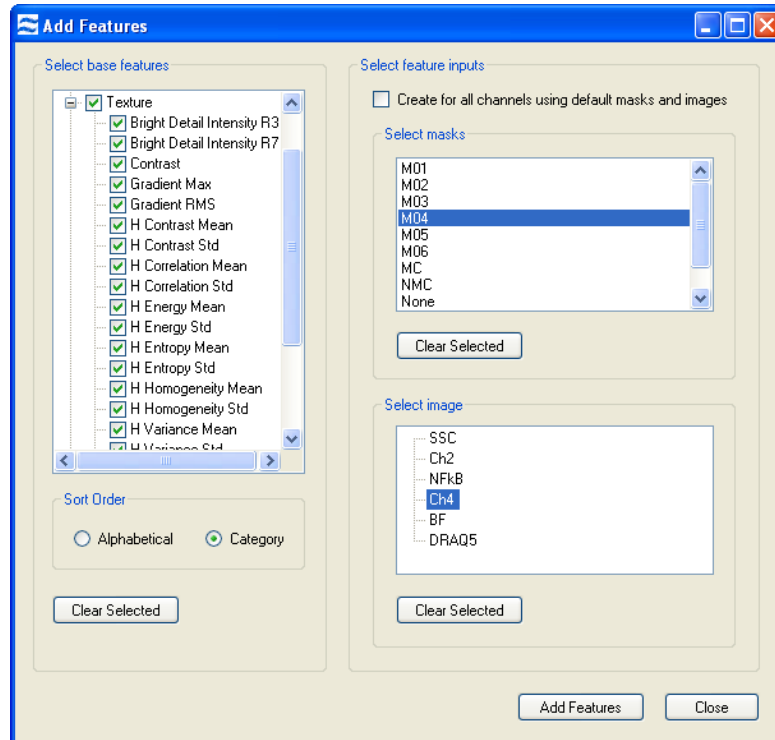 Add Features
Select base features
Texture
Bright Detail Intensity R3
Bright Detail Intensity R7
Contrast
Gradient Max
Gradient RMS
H Contrast Mean
H Contrast Std
H Correlation Mean
H Correlation Std
H Energy Mean
H Energy Std
H Entropy Mean
H Entropy Std
H Homogeneity Mean
H Homogeneity Std
H Variance Mean
H Variance Std
Sort Order
Alphabetical
Category
Clear Selected
Select feature inputs
Create for all channels using default masks and images
Select masks
M01
M02
M03
M04
M05
M06
MC
NMC
None
Clear Selected
Select image
SSC
Ch2
NFkB
Ch4
BF
DRAQ5
Clear Selected
Add Features
Close